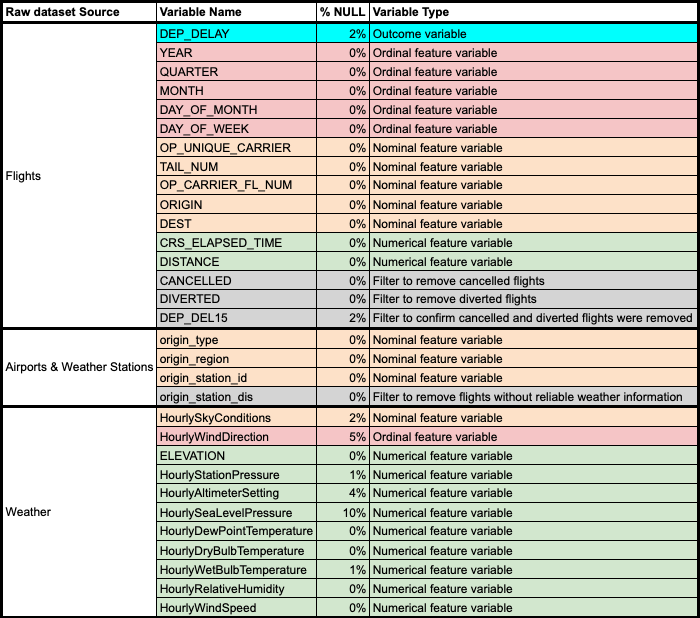 Raw dataset Source Variable Name % NULL Variable Type
DEP_DELAY 2% Outcome variable
YEAR 0% Ordinal feature variable
QUARTER 0% Ordinal feature variable
MONTH 0% Ordinal feature variable
DAY_OF_MONTH 0% Ordinal feature variable
DAY_OF_WEEK 0% Ordinal feature variable
OP_UNIQUE_CARRIER 0% Nominal feature variable
TAIL_NUM 0% Nominal feature variable
Flights
OP_CARRIER_FL_NUM 0% Nominal feature variable
ORIGIN 0% Nominal feature variable
DEST 0% Nominal feature variable
CRS_ELAPSED_TIME 0% Numerical feature variable
DISTANCE 0% Numerical feature variable
CANCELLED 0% Filter to remove cancelled flights
DIVERTED 0% Filter to remove diverted flights
DEP_DEL15 2% Filter to confirm cancelled and diverted flights were removed
origin_type 0% Nominal feature variable
origin_region 0% Nominal feature variable
Airports & Weather Stations
origin_station_id 0% Nominal feature variable
origin_station_dis 0% Filter to remove flights without reliable weather information
HourlySkyConditions 2% Nominal feature variable
HourlyWindDirection 5% Ordinal feature variable
ELEVATION 0% Numerical feature variable
HourlyStationPressure 1% Numerical feature variable
HourlyAltimeterSetting 4% Numerical feature variable
Weather HourlySeaLevelPressure 10% Numerical feature variable
HourlyDewPointTemperature 0% Numerical feature variable
HourlyDryBulbTemperature 0% Numerical feature variable
HourlyWetBulbTemperature 1% Numerical feature variable
HourlyRelativeHumidity 0% Numerical feature variable
HourlyWindSpeed 0% Numerical feature variable